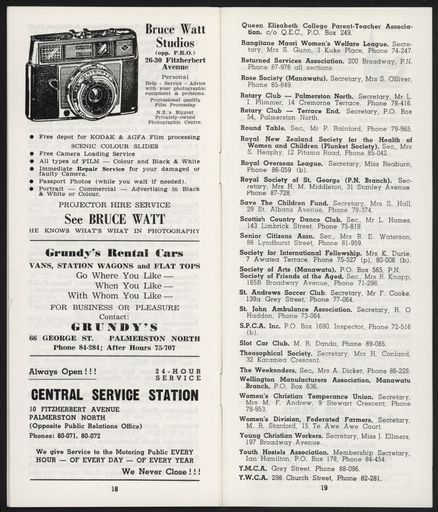 Bruce Watt
Studios
(opp. P.R.O.)
26-30 Fitzherbert
Avenue
Personal
Help - Service - Advice
with your photographic
equipment & problems.
Professional quality
Film Processing
N.Z.'s Biggest
Privately-owned
Photographic Centre.
● Free depot for KODAK & AGFA Film processing
SCENIC COLOUR SLIDES
● Free Camera Loading Service
● All types of FILM — Colour and Black & White
● Immediate Repair Service for your damaged or
faulty Camera.
● Passport Photos (while you wait if needed).
● Portrait — Commercial — Advertising in Black
& White or Colour.
PROJECTOR HIRE SERVICE
See BRUCE WATT
HE KNOWS WHAT'S WHAT IN PHOTOGRAPHY
Grundy's Rental Cars
VANS, STATION WAGONS and FLAT TOPS
Go Where You Like —
When You Like —
With Whom You Like —
FOR BUSINESS OR PLEASURE
Contact:
GRUNDY'S
66 GEORGE ST. PALMERSTON NORTH
Phone 84-284; After Hours 75-707
Always Open!!! 24-HOUR
SERVICE
CENTRAL SERVICE STATION
10 FITZHERBERT AVENUE
PALMERSTON NORTH
(Opposite Public Relations Office)
Phones: 80-071, 80-072
We give Service to the Motoring Public EVERY
HOUR — OF EVERY DAY — OF EVERY YEAR
We Never Close!!!
18
Queen Elizabeth College Parent-Teacher Associa-
tion. c/o Q.E.C., P.O. Box 249.
Rangitane Maori Women's Welfare League, Secre-
tary, Mrs S. Gunn, 3 Kuke Place, Phone 74-247.
Returned Services Association. 200 Broadway, P.N.
Phone 87-976 all sections.
Rose Society (Manawatu). Secretary, Mrs S. Olliver,
Phone 85-849.
Rotary Club — Palmerston North, Secretary, Mr L.
I. Plimmer, 14 Cremorne Terrace. Phone 78-416
Rotary Club — Terrace End. Secretary, P.O. Box
54, Palmerston North.
Round Table. Sec., Mr P. Rainford, Phone 79-965.
Royal New Zealand Society for the Health of
Women and Children (Plunket Society). Sec., Mrs
S. Heaphy, 12 Pitama Road, Phone 85-042.
Royal Overseas League. Secretary, Miss Reaburn,
Phone 86-059 (b).
Royal Society of St. George (P.N. Branch). Sec-
retary, Mrs H. M. Middleton, 31 Stanley Avenue
Phone 87-728.
Save The Children Fund. Secretary, Mrs S. Hall,
29 St. Albans Avenue, Phone 78-374.
Scottish Country Dance Club, Sec., Mr L. Homes,
143 Limbrick Street, Phone 75-819.
Senior Citizens Assn. Sec., Mrs B. E. Waterson,
88 Lyndhurst Street, Phone 81-959.
Society for International Fellowship. Mrs K. Durie,
7 Awatea Terrace, Phone 75-527 (p), 80-006 (b).
Society of Arts (Manawatu), P.O. Box 565, P.N.
Society of Friends of the Aged, Sec., Mrs R. Knapp,
165B Broadway Avenue, Phone 71-298.
St. Andrews Soccer Club. Secretary, Mr F. Cooke,
139a Grey Street, Phone 77-064.
St. John Ambulance Association. Secretary, R. O
Haddon, Phone 73-064.
S.P.C.A. Inc. P.O. Box 1690. Inspector, Phone 72-516
(b).
Slot Car Club. M. R. Dando, Phone 89-085.
Theosophical Society. Secretary, Mrs H. Conland,
32 Karamea Crescent.
The Weekenders. Sec., Mrs A. Dicker, Phone 86-228.
Wellington Manufacturers Association, Manawatu
Branch, P.O. Box 636.
Women's Christian Temperance Union. Secretary,
Mrs M. F. Andrew, 9 Stewart Crescent, Phone
78-953.
Women's Division, Federated Farmers. Secretary,
M. R. Stanford, 15 Te Awe Awe Court.
Young Christian Workers. Secretary, Miss J. Ellmers,
197 Broadway Avenue.
Youth Hostels Association. Membership Secretary,
Ian Hamilton, P.O. Box 178, Phone 84-454.
Y.M.C.A. Grey Street. Phone 88-096.
Y.W.C.A. 298 Church Street, Phone 82-281.
19